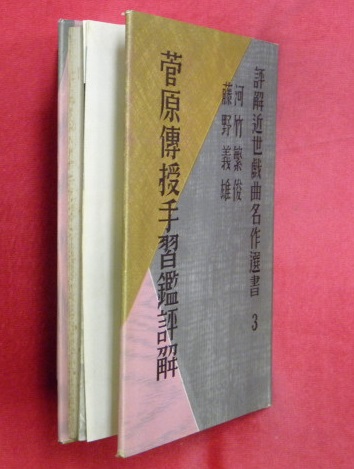 評解近世戯曲名作選書 3
河竹繁俊
藤野義雄
菅原傳授手習鑑評解